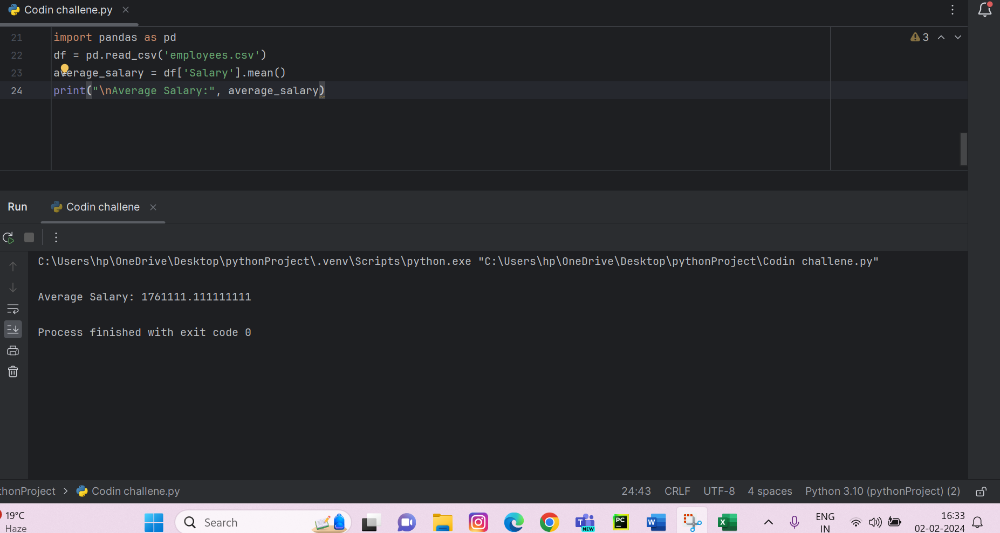 Codin challene.py
21 import pandas as pd
3
22 df = pd.read_csv('employees.csv')
23 average_salary = df['Salary'].mean()
24 print("\nAverage Salary:", average_salary)
Run Codin challene
C:\Users\hp\OneDrive\Desktop\pythonProject\.venv\Scripts\python.exe "C:\Users\hp\OneDrive\Desktop\pythonProject\Codin challene.py"
Average Salary: 1761111.111111111
Process finished with exit code 0
thonProject > Codin challene.py 24:43 CRLF UTF-8 4 spaces Python 3.10 (pythonProject) (2)
19°C
Haze
Search
NEW
PC
W
X
ENG
IN
16:33
02-02-2024